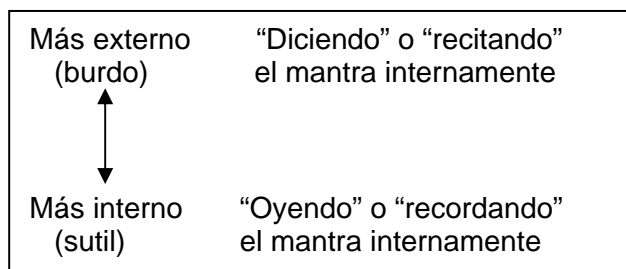 Más externo “Diciendo” o “recitando”
(burdo) el mantra internamente
Más interno “Oyendo” o “recordando”
(sutil) el mantra internamente